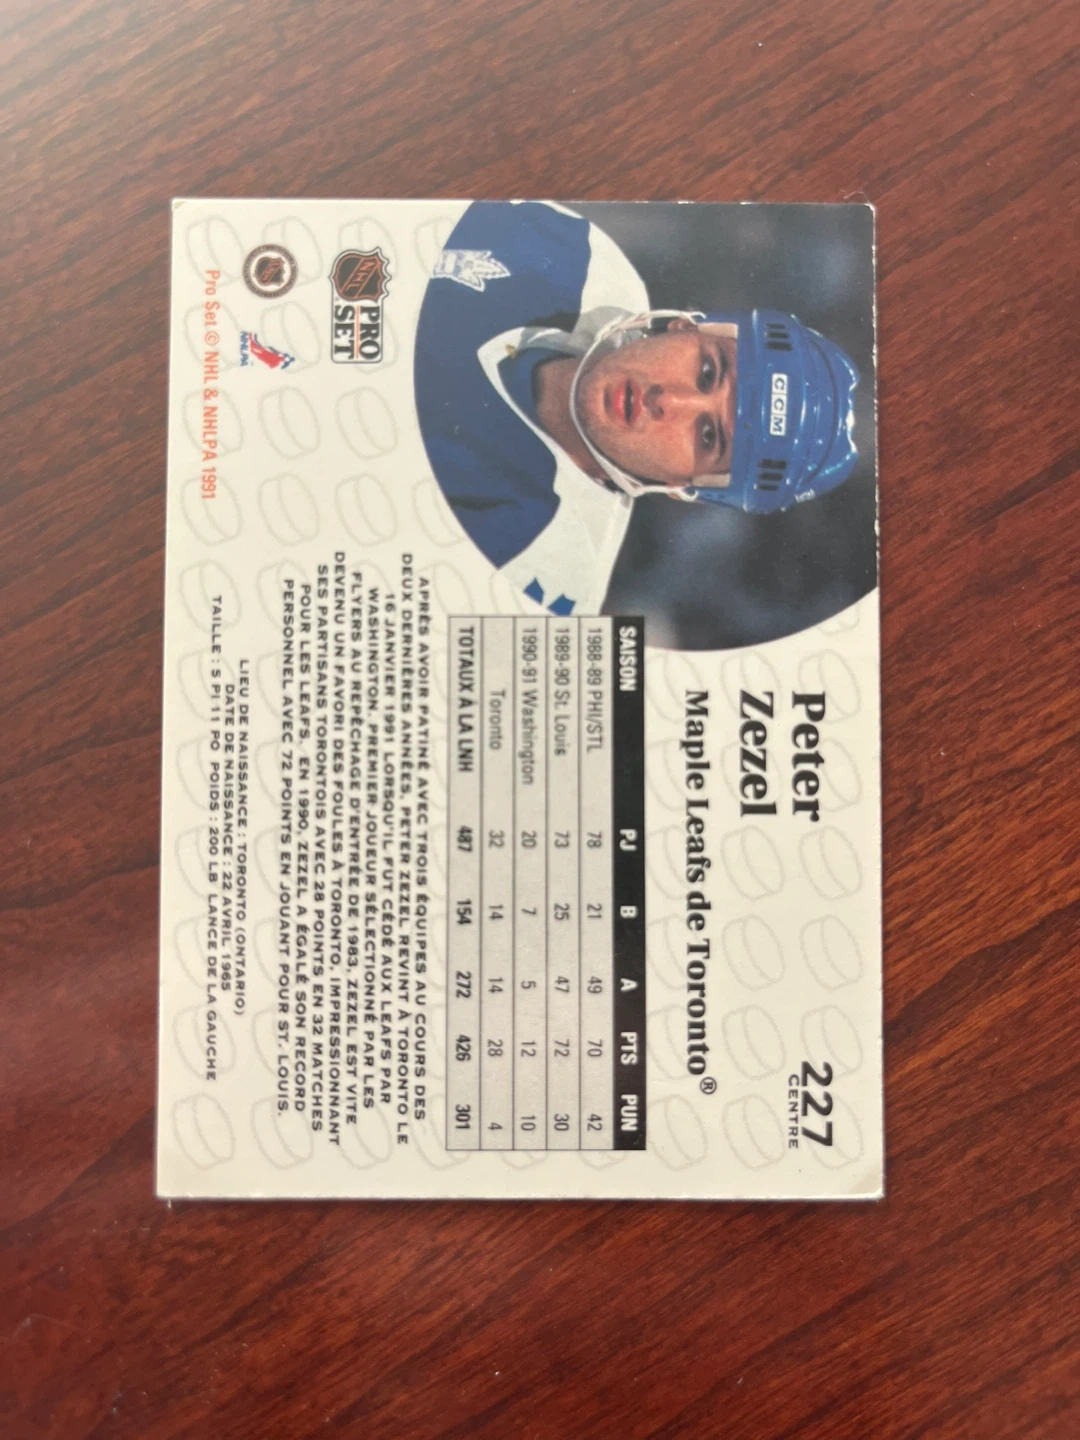 227
CENTRE
Peter
Zezel
Maple Leafs de Toronto®
CCM
SAISON PJ B A PTS PUN
1988-89 PHI/STL 78 21 49 70 42
1989-90 St. Louis 73 25 47 72 30
1990-91 Washington 20 7 5 12 10
Toronto 32 14 14 28 4
TOTAUX À LA LNH 487 154 272 426 301
APRÈS AVOIR PATINÉ AVEC TROIS ÉQUIPES AU COURS DES
DEUX DERNIÈRES ANNÉES, PETER ZEZEL REVINT À TORONTO LE
16 JANVIER 1991 LORSQU'IL FUT CÉDÉ AUX LEAFS PAR
WASHINGTON. PREMIER JOUEUR SÉLECTIONNÉ PAR LES
FLYERS AU REPÊCHAGE D'ENTRÉE DE 1983, ZEZEL EST VITE
DEVENU UN FAVORI DES FOULES À TORONTO, IMPRESSIONNANT
SES PARTISANS TORONTOIS AVEC 28 POINTS EN 32 MATCHES
POUR LES LEAFS. EN 1990, ZEZEL A ÉGALÉ SON RECORD
PERSONNEL AVEC 72 POINTS EN JOUANT POUR ST. LOUIS.
LIEU DE NAISSANCE : TORONTO (ONTARIO)
DATE DE NAISSANCE : 22 AVRIL 1965
TAILLE : 5 PI 11 PO POIDS : 200 LB LANCE DE LA GAUCHE
NHL
PRO
SET
NHLPA
Pro Set © NHL & NHLPA 1991